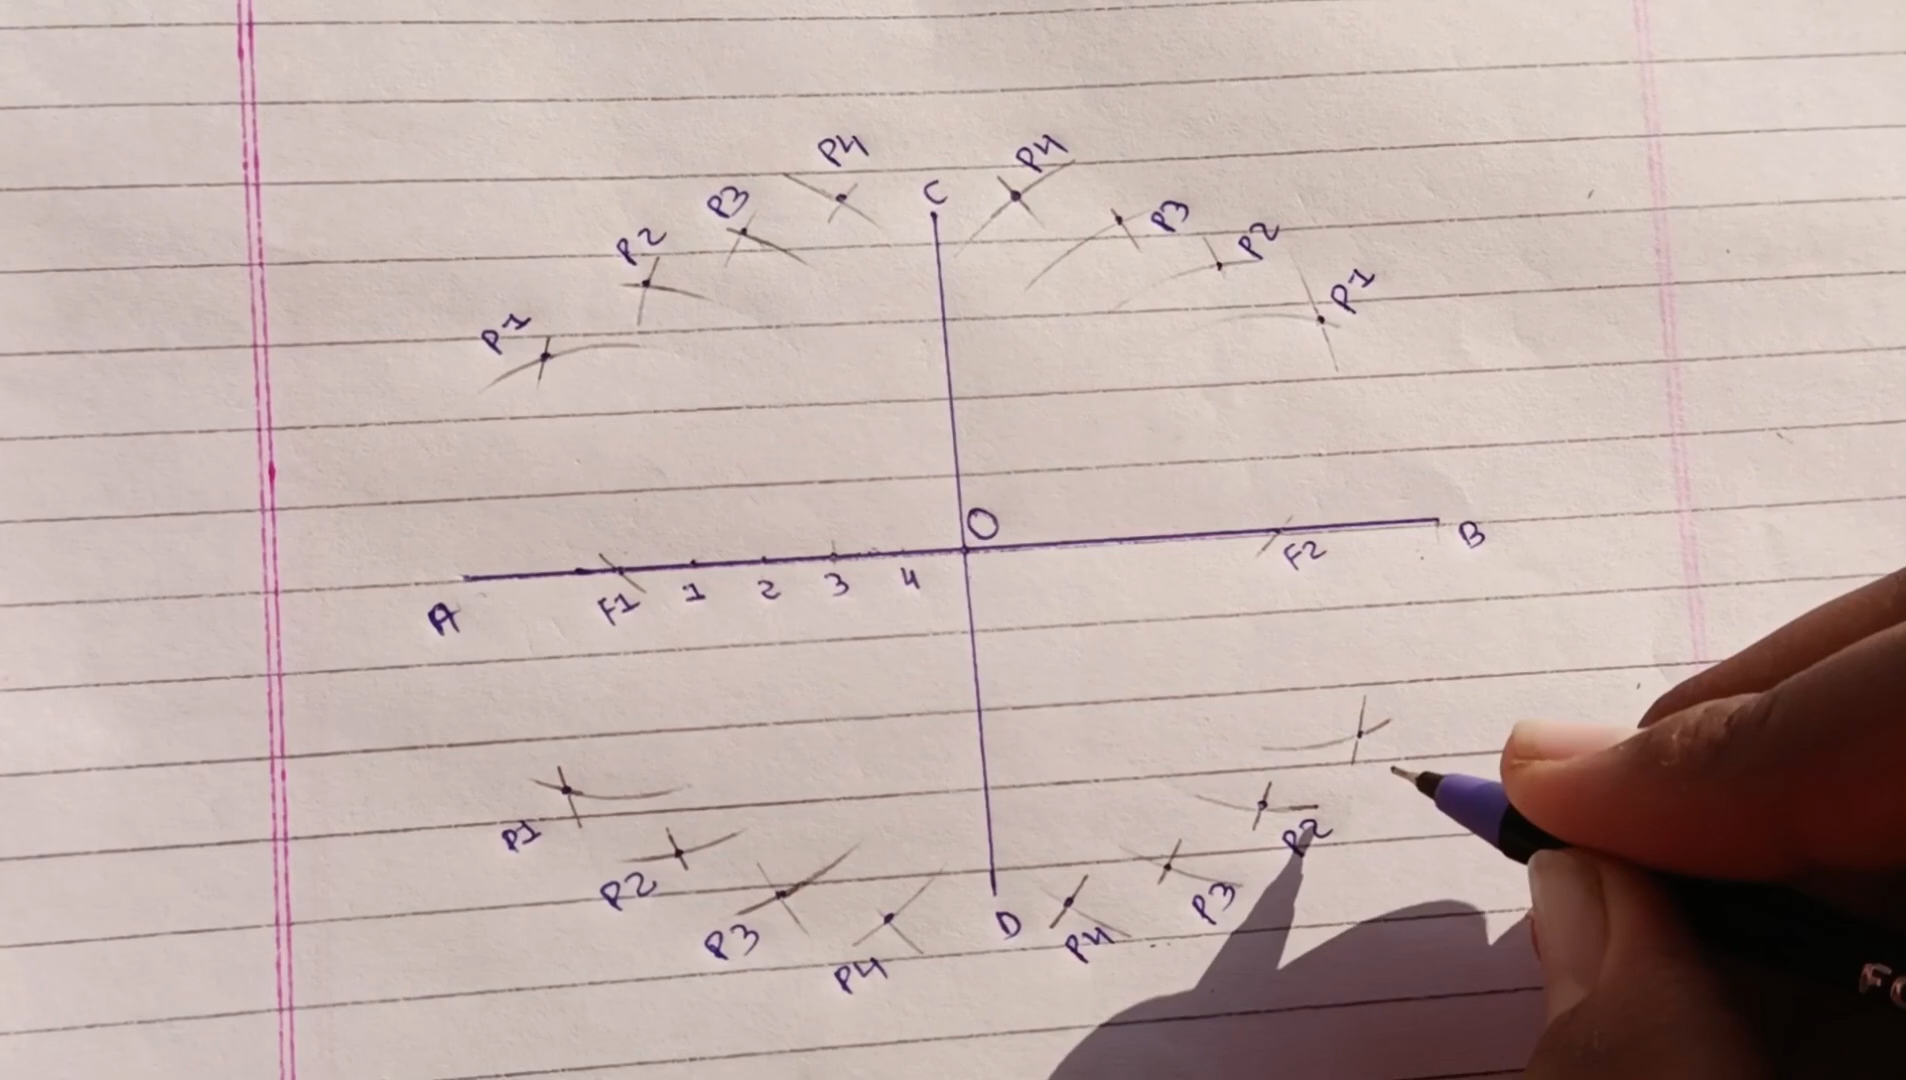 P4 P4
P3 C P3
P2 P2
P1 P1
O
A F1 1 2 3 4 F2 B
P1 P2
P2 P3
P3 D P4
P4